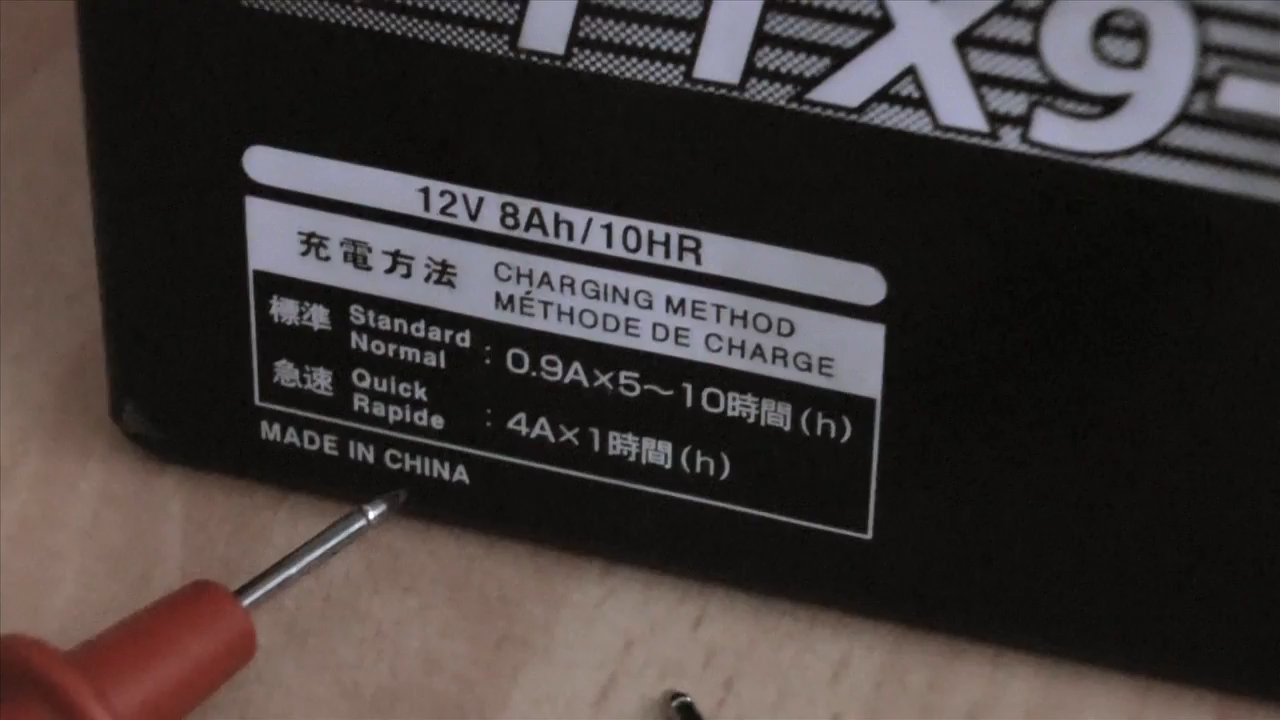 TX9-
12V 8Ah/10HR
充電方法 CHARGING METHOD
MÉTHODE DE CHARGE
標準 Standard Normal : 0.9A×5～10時間(h)
急速 Quick Rapide : 4A×1時間(h)
MADE IN CHINA